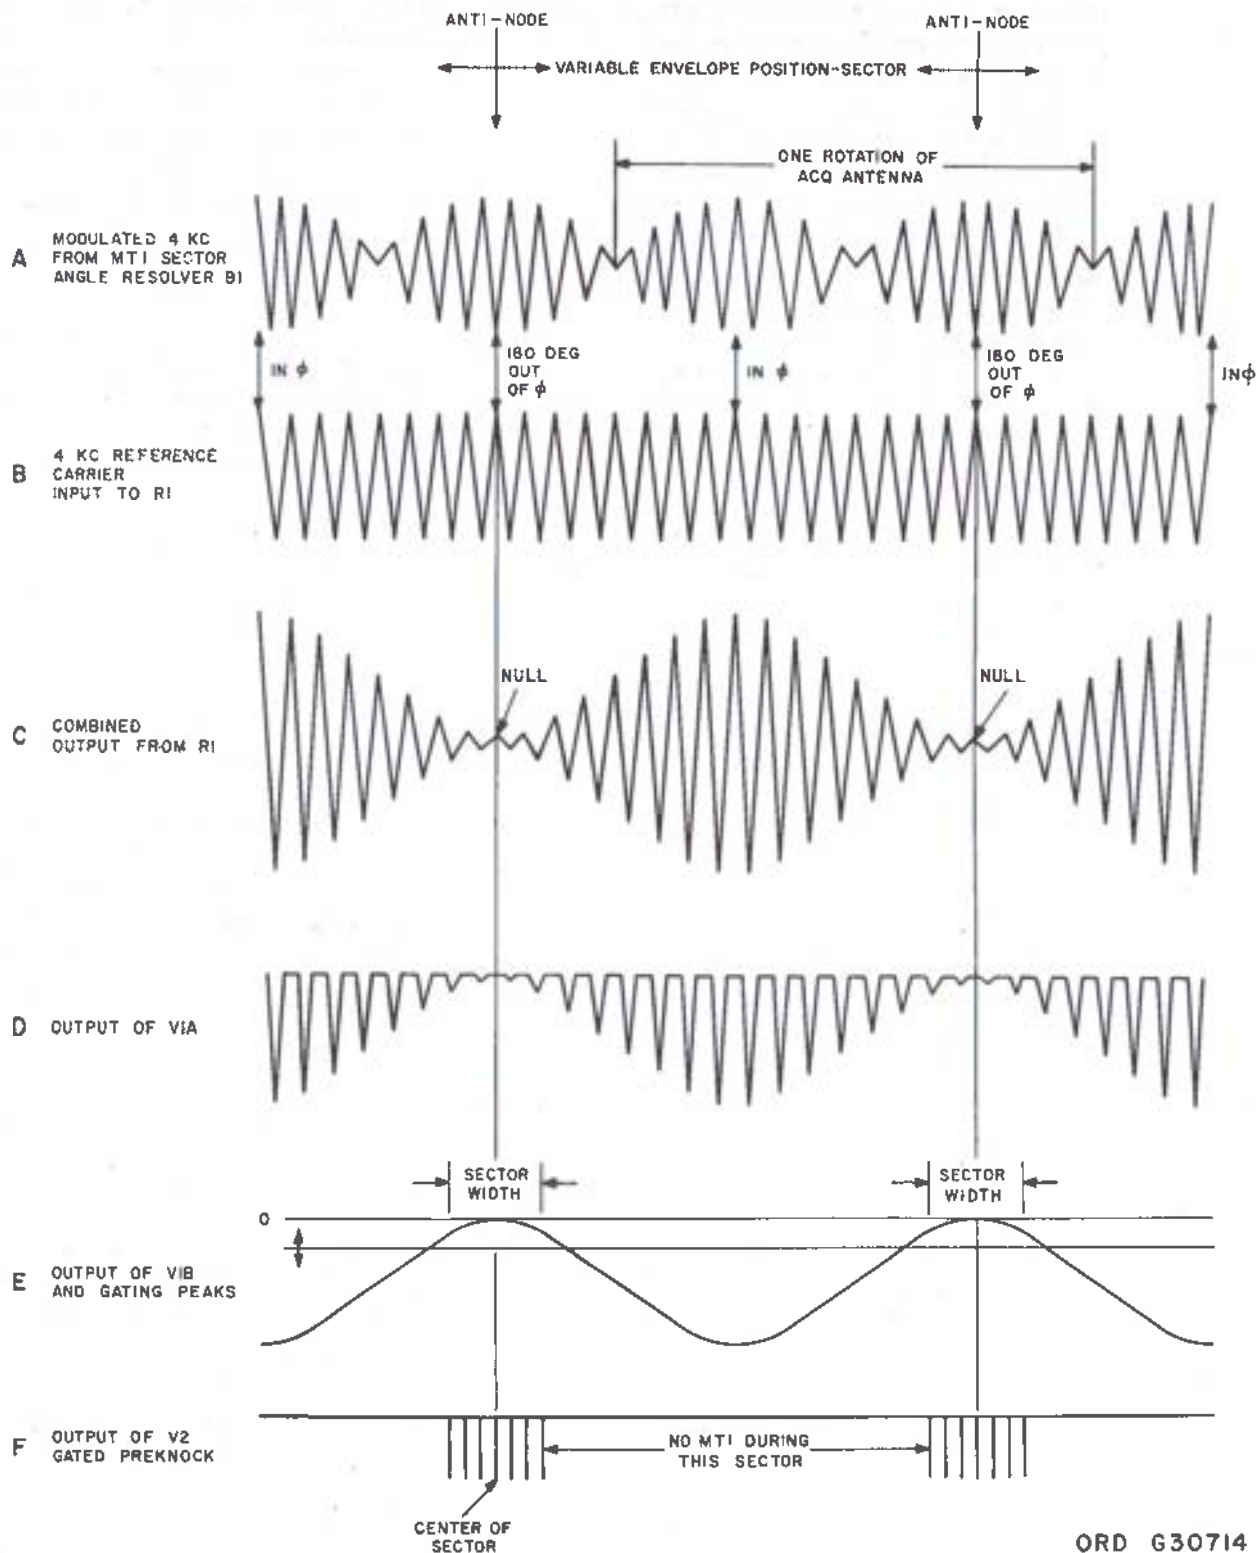 ANTI-NODE
ANTI-NODE
VARIABLE ENVELOPE POSITION-SECTOR
ONE ROTATION OF
ACQ ANTENNA
A
MODULATED 4 KC
FROM MTI SECTOR
ANGLE RESOLVER B1
IN ϕ
180 DEG
OUT
OF ϕ
IN ϕ
180 DEG
OUT
OF ϕ
IN ϕ
B
4 KC REFERENCE
CARRIER
INPUT TO R1
NULL
NULL
C
COMBINED
OUTPUT FROM R1
D
OUTPUT OF V1A
SECTOR
WIDTH
SECTOR
WIDTH
0
E
OUTPUT OF V1B
AND GATING PEAKS
F
OUTPUT OF V2
GATED PREKNOCK
NO MTI DURING
THIS SECTOR
CENTER OF
SECTOR
ORD G30714